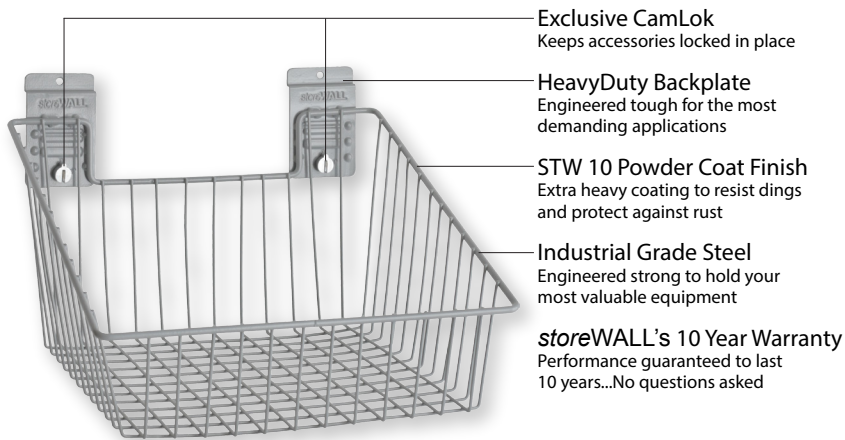 Exclusive CamLok
Keeps accessories locked in place
HeavyDuty Backplate
Engineered tough for the most
demanding applications
STW 10 Powder Coat Finish
Extra heavy coating to resist dings
and protect against rust
Industrial Grade Steel
Engineered strong to hold your
most valuable equipment
storeWALL's 10 Year Warranty
Performance guaranteed to last
10 years...No questions asked
storeWALL
storeWALL